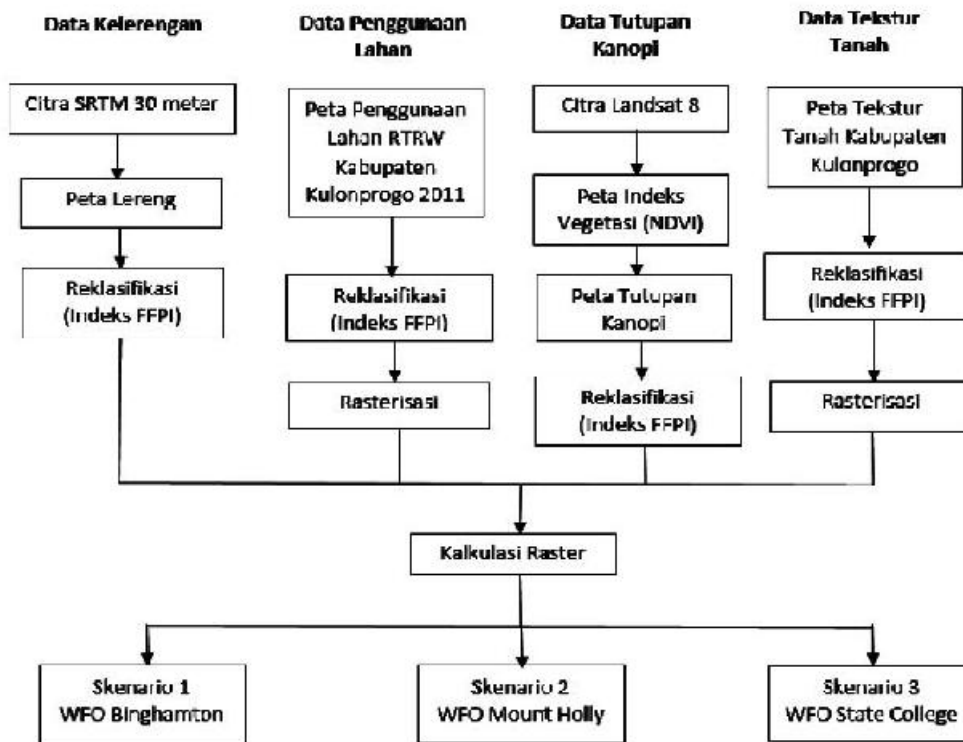 Data Kelerengan
Citra SRTM 30 meter
Peta Lereng
Reklasifikasi
(Indeks FFPI)
Data Penggunaan
Lahan
Peta Penggunaan
Lahan RTRW
Kabupaten
Kulonprogo 2011
Reklasifikasi
(Indeks FFPI)
Rasterisasi
Data Tutupan
Kanopi
Citra Landsat 8
Peta Indeks
Vegetasi (NDVI)
Peta Tutupan
Kanopi
Reklasifikasi
(Indeks FFPI)
Data Tekstur
Tanah
Peta Tekstur
Tanah Kabupaten
Kulonprogo
Reklasifikasi
(Indeks FFPI)
Rasterisasi
Kalkulasi Raster
Skenario 1
WFO Binghamton
Skenario 2
WFO Mount Holly
Skenario 3
WFO State College